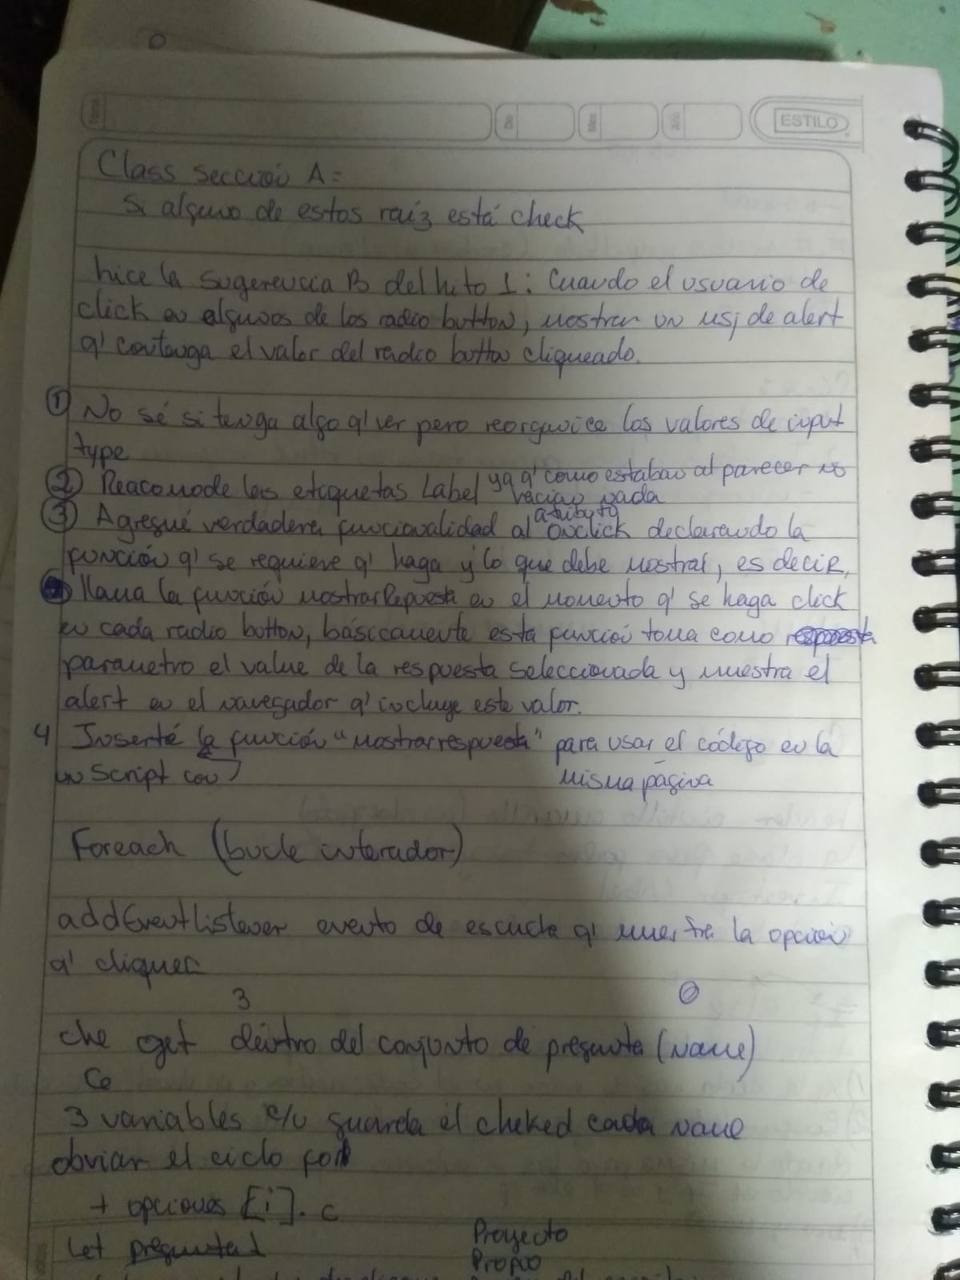 ESTILO
Class sección A:
Si alguno de estos raiz está check
hice la sugerencia B del hito 1: Cuando el usuario de
click en algunos de los radio button, mostrar un msj de alert
q' contenga el valor del radio button cliqueado.
① No sé si tenga algo q' ver pero reorganice los valores de input
type
② Reacomode las etiquetas Label ya q' como estaban al parecer no
hacian nada
③ Agregué verdadera funcionalidad al atributo Onclick declarando la
función q' se requiere q' haga y lo que debe mostrar, es decir,
llama la función mostrarRepuesta en el momento q' se haga click
en cada radio button, básicamente esta función toma como
parametro el value de la respuesta seleccionada y muestra el
alert en el navegador q' incluye este valor.
4 Inserté la función "mostrarrespuesta" para usar el código en la
un Script con misma página
Foreach (bucle interador)
addEventListener evento de escucha q' muestre la opción
q' cliquee
3 0
che get dentro del conjunto de pregunta (name)
Ce
3 variables c/u guarda el cheked cada name
obviar el ciclo for
+ opciones [i]. c
Let pregunta1 Proyecto
Propio